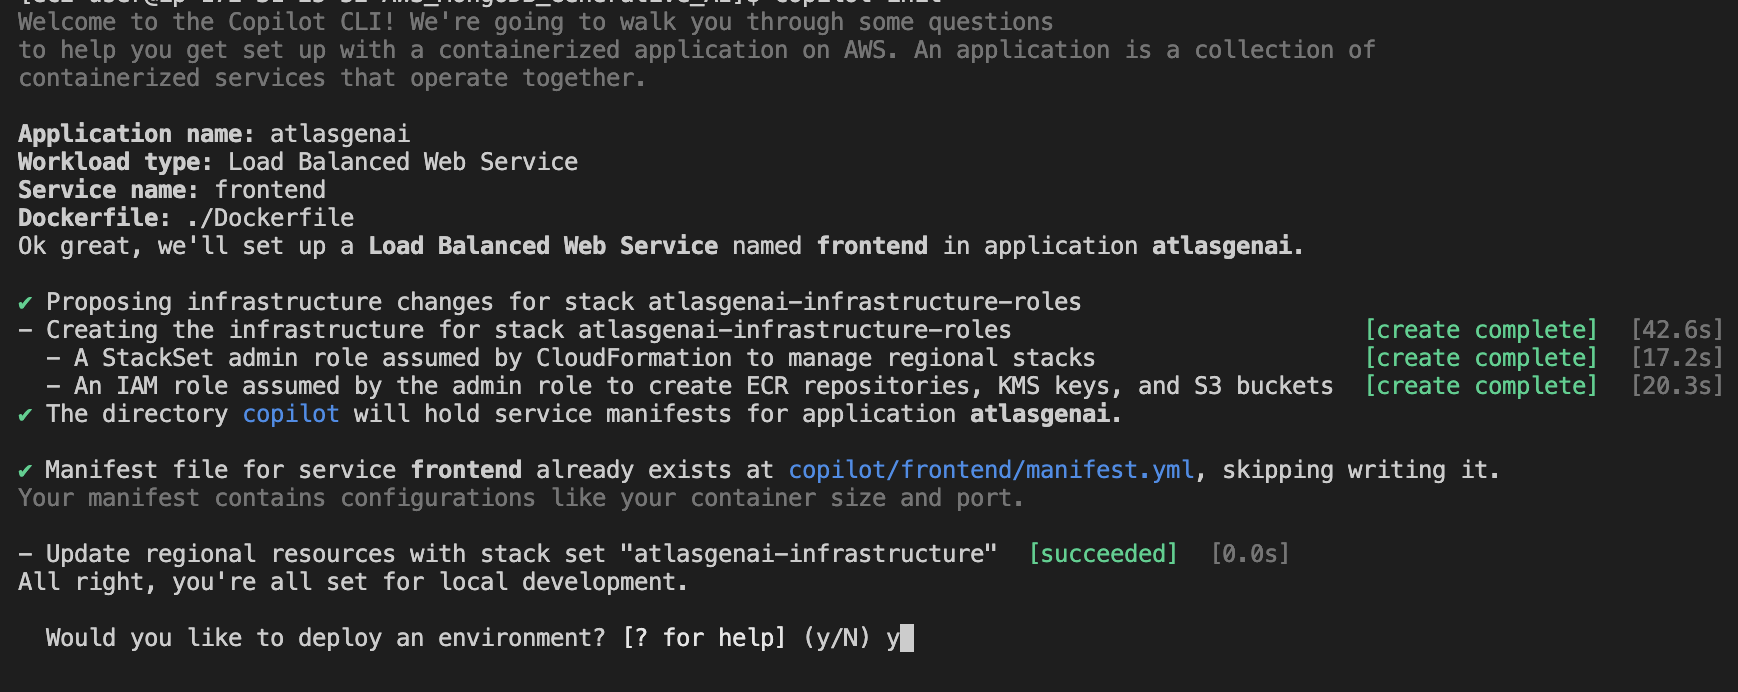 Welcome to the Copilot CLI! We're going to walk you through some questions
to help you get set up with a containerized application on AWS. An application is a collection of
containerized services that operate together.
Application name: atlasgenai
Workload type: Load Balanced Web Service
Service name: frontend
Dockerfile: ./Dockerfile
Ok great, we'll set up a Load Balanced Web Service named frontend in application atlasgenai.
✔ Proposing infrastructure changes for stack atlasgenai-infrastructure-roles
- Creating the infrastructure for stack atlasgenai-infrastructure-roles [create complete] [42.6s]
- A StackSet admin role assumed by CloudFormation to manage regional stacks [create complete] [17.2s]
- An IAM role assumed by the admin role to create ECR repositories, KMS keys, and S3 buckets [create complete] [20.3s]
✔ The directory copilot will hold service manifests for application atlasgenai.
✔ Manifest file for service frontend already exists at copilot/frontend/manifest.yml, skipping writing it.
Your manifest contains configurations like your container size and port.
- Update regional resources with stack set "atlasgenai-infrastructure" [succeeded] [0.0s]
All right, you're all set for local development.
Would you like to deploy an environment? [? for help] (y/N) y